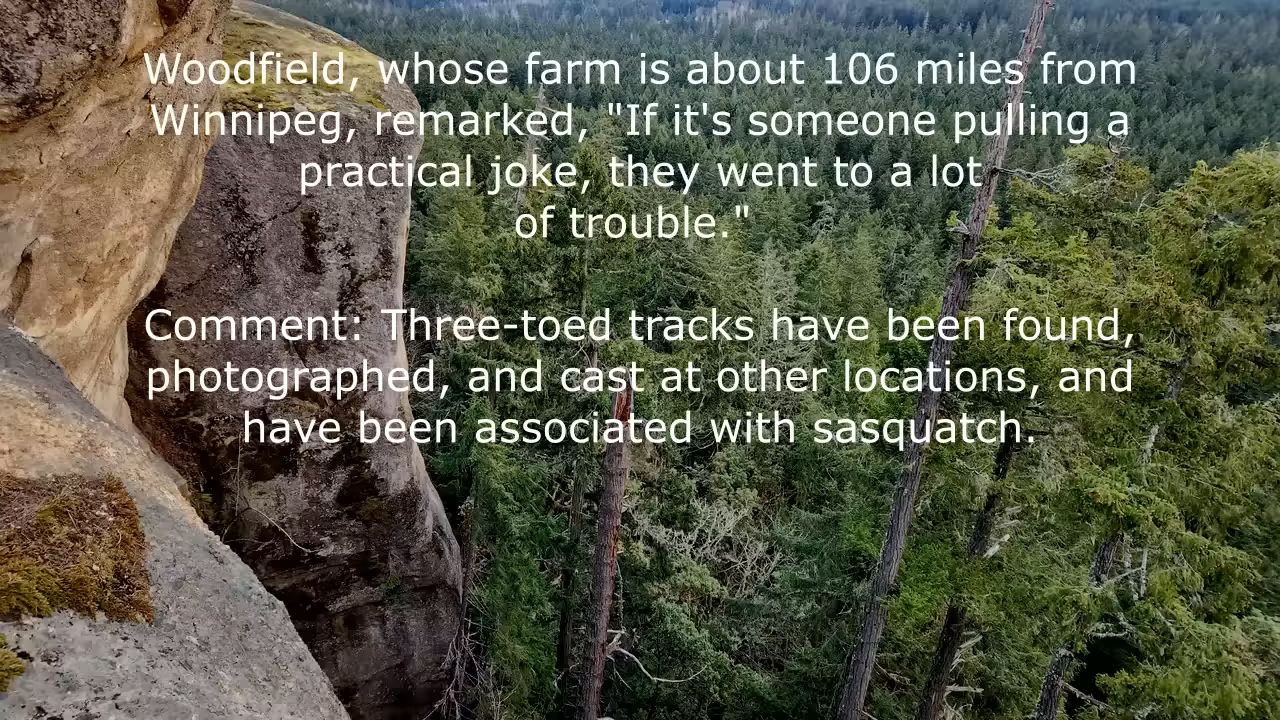 Woodfield, whose farm is about 106 miles from
Winnipeg, remarked, "If it's someone pulling a
practical joke, they went to a lot
of trouble."
Comment: Three-toed tracks have been found,
photographed, and cast at other locations, and
have been associated with sasquatch.